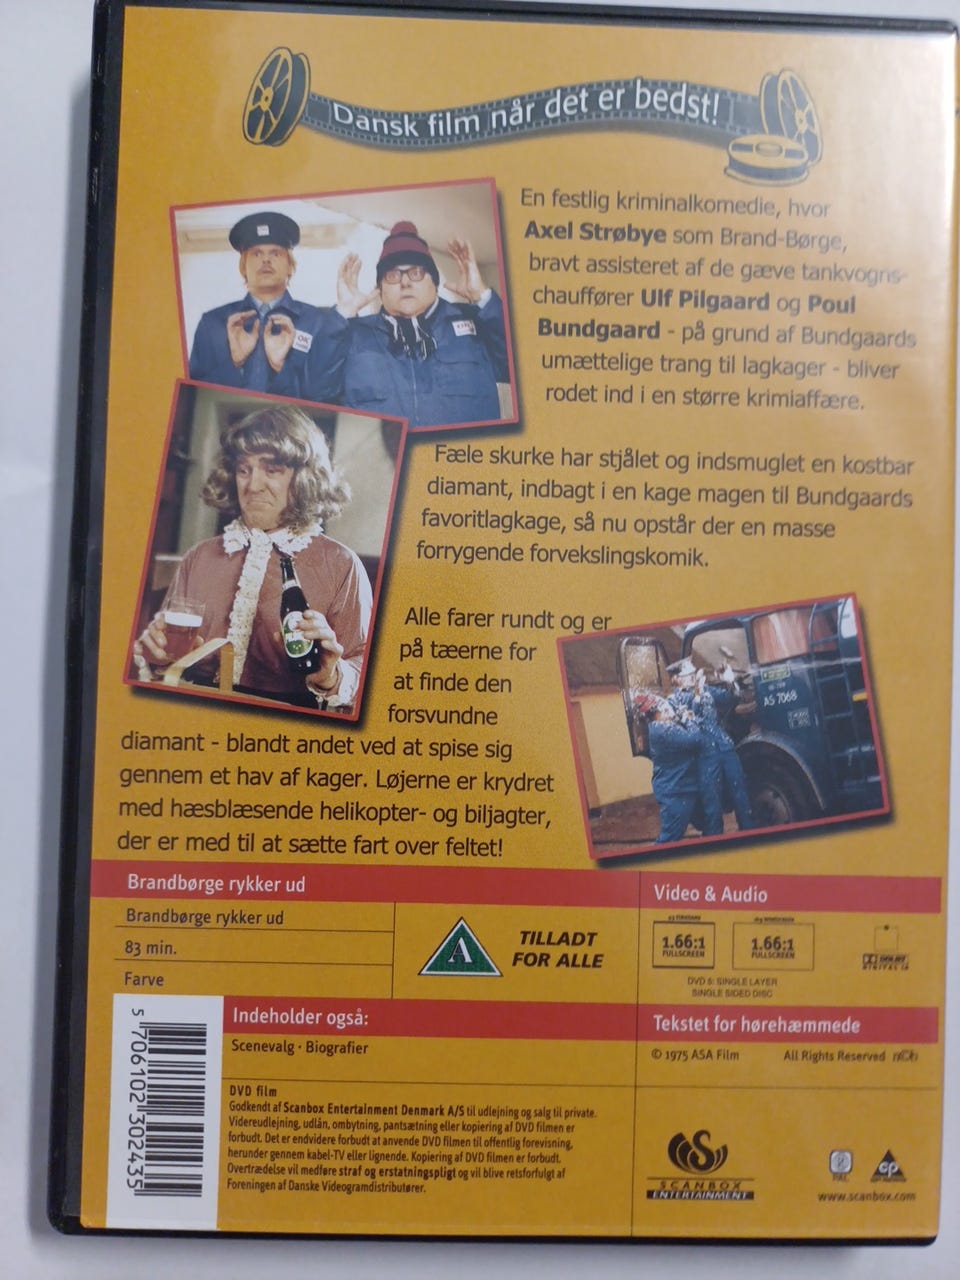 Dansk film når det er bedst!
En festlig kriminalkomedie, hvor
Axel Strøbye som Brand-Børge,
bravt assisteret af de gæve tankvogns-
chauffører Ulf Pilgaard og Poul
Bundgaard - på grund af Bundgaards
umættelige trang til lagkager - bliver
rodet ind i en større krimiaffære.
Fæle skurke har stjålet og indsmuglet en kostbar
diamant, indbagt i en kage magen til Bundgaards
favoritlagkage, så nu opstår der en masse
forrygende forvekslingskomik.
Alle farer rundt og er
på tæerne for
at finde den
forsvundne
diamant - blandt andet ved at spise sig
gennem et hav af kager. Løjerne er krydret
med hæsblæsende helikopter- og biljagter,
der er med til at sætte fart over feltet!
OK
AS 7068
Brandbørge rykker ud
Brandbørge rykker ud
83 min.
Farve
A
TILLADT
FOR ALLE
Video & Audio
1.66:1
FULLSCREEN
1.66:1
FULLSCREEN
DOLBY
DIGITAL
DVD 5: SINGLE LAYER
SINGLE SIDED DISC
5 706102 302435
Indeholder også:
Scenevalg · Biografier
Tekstet for hørehæmmede
© 1975 ASA Film All Rights Reserved ncb
DVD film
Godkendt af Scanbox Entertainment Denmark A/S til udlejning og salg til private.
Videreudlejning, udlån, ombytning, pantsætning eller kopiering af DVD filmen er
forbudt. Det er endvidere forbudt at anvende DVD filmen til offentlig forevisning,
herunder gennem kabel-TV eller lignende. Kopiering af DVD filmen er forbudt.
Overtrædelse vil medføre straf og erstatningspligt og vil blive retsforfulgt af
Foreningen af Danske Videogramdistributører.
SCANBOX
ENTERTAINMENT
PAL
www.scanbox.com